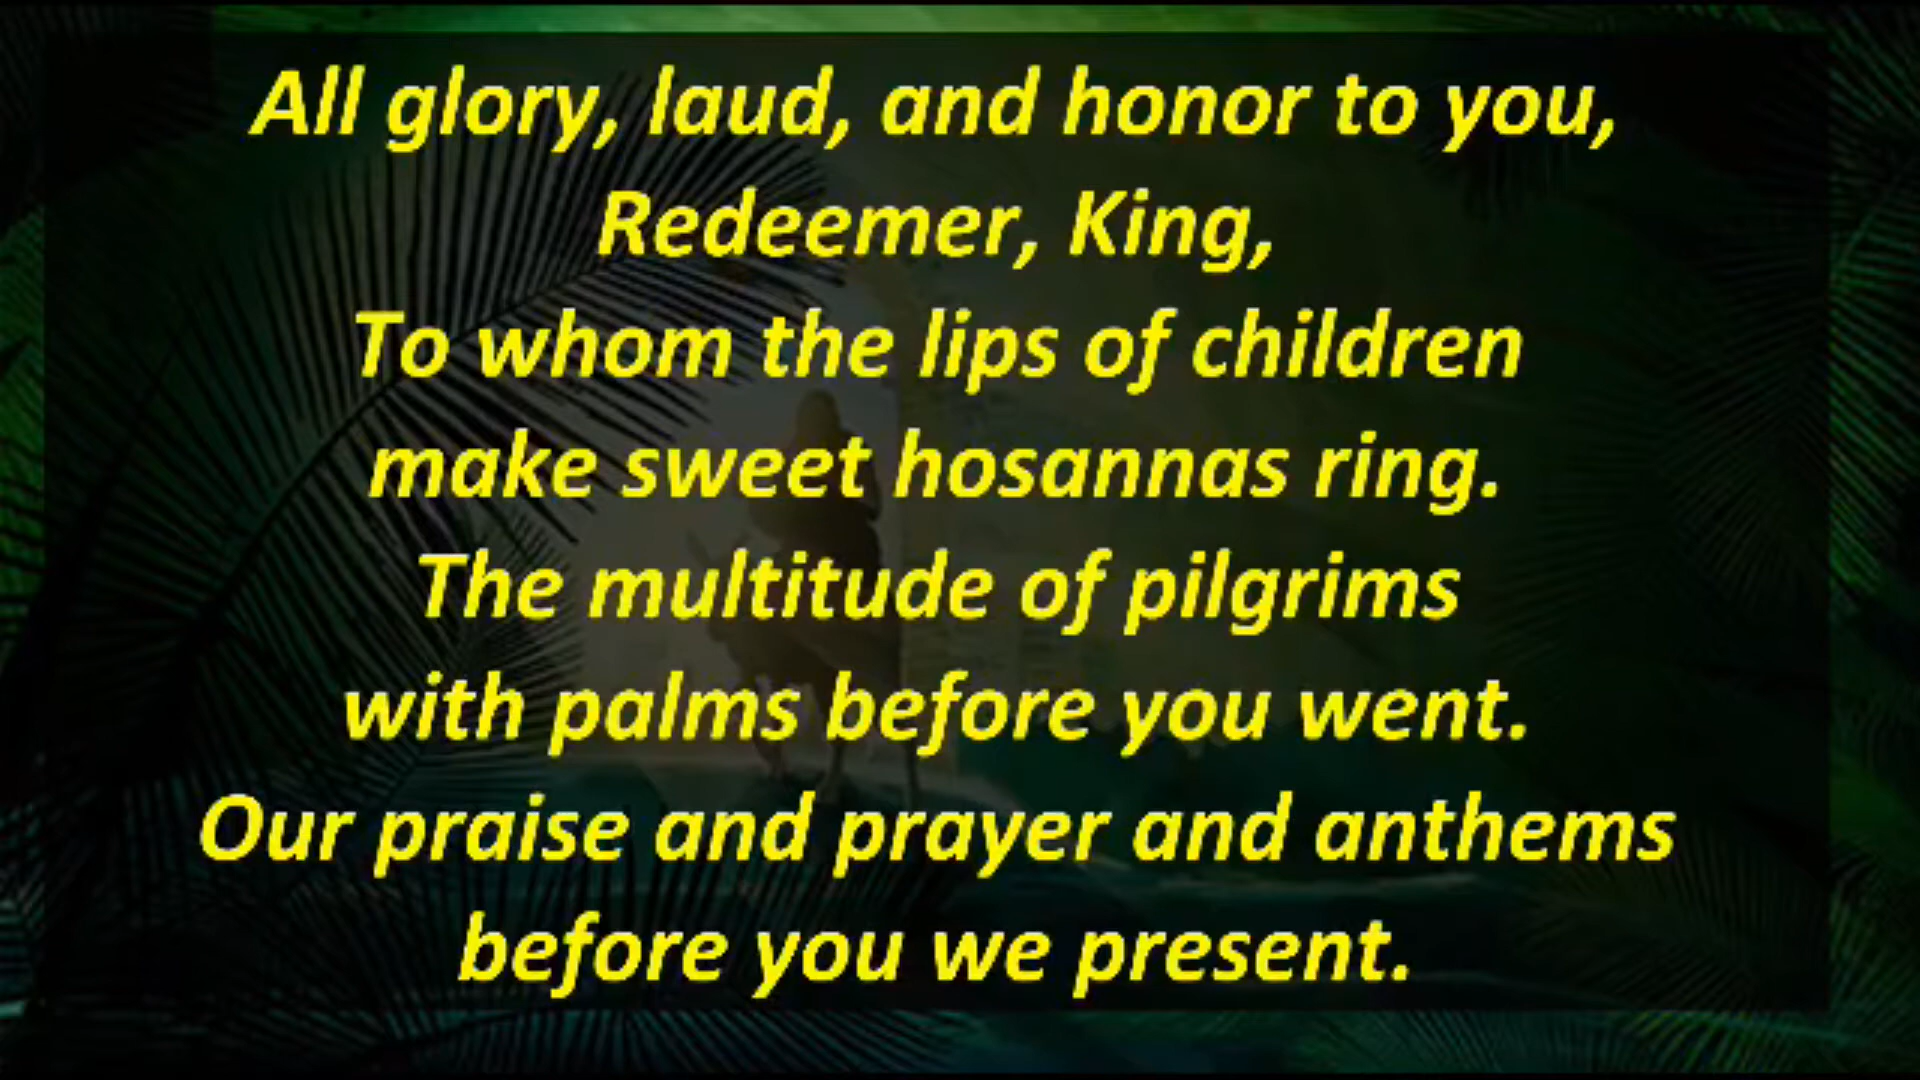 All glory, laud, and honor to you,
Redeemer, King,
To whom the lips of children
make sweet hosannas ring.
The multitude of pilgrims
with palms before you went.
Our praise and prayer and anthems
before you we present.